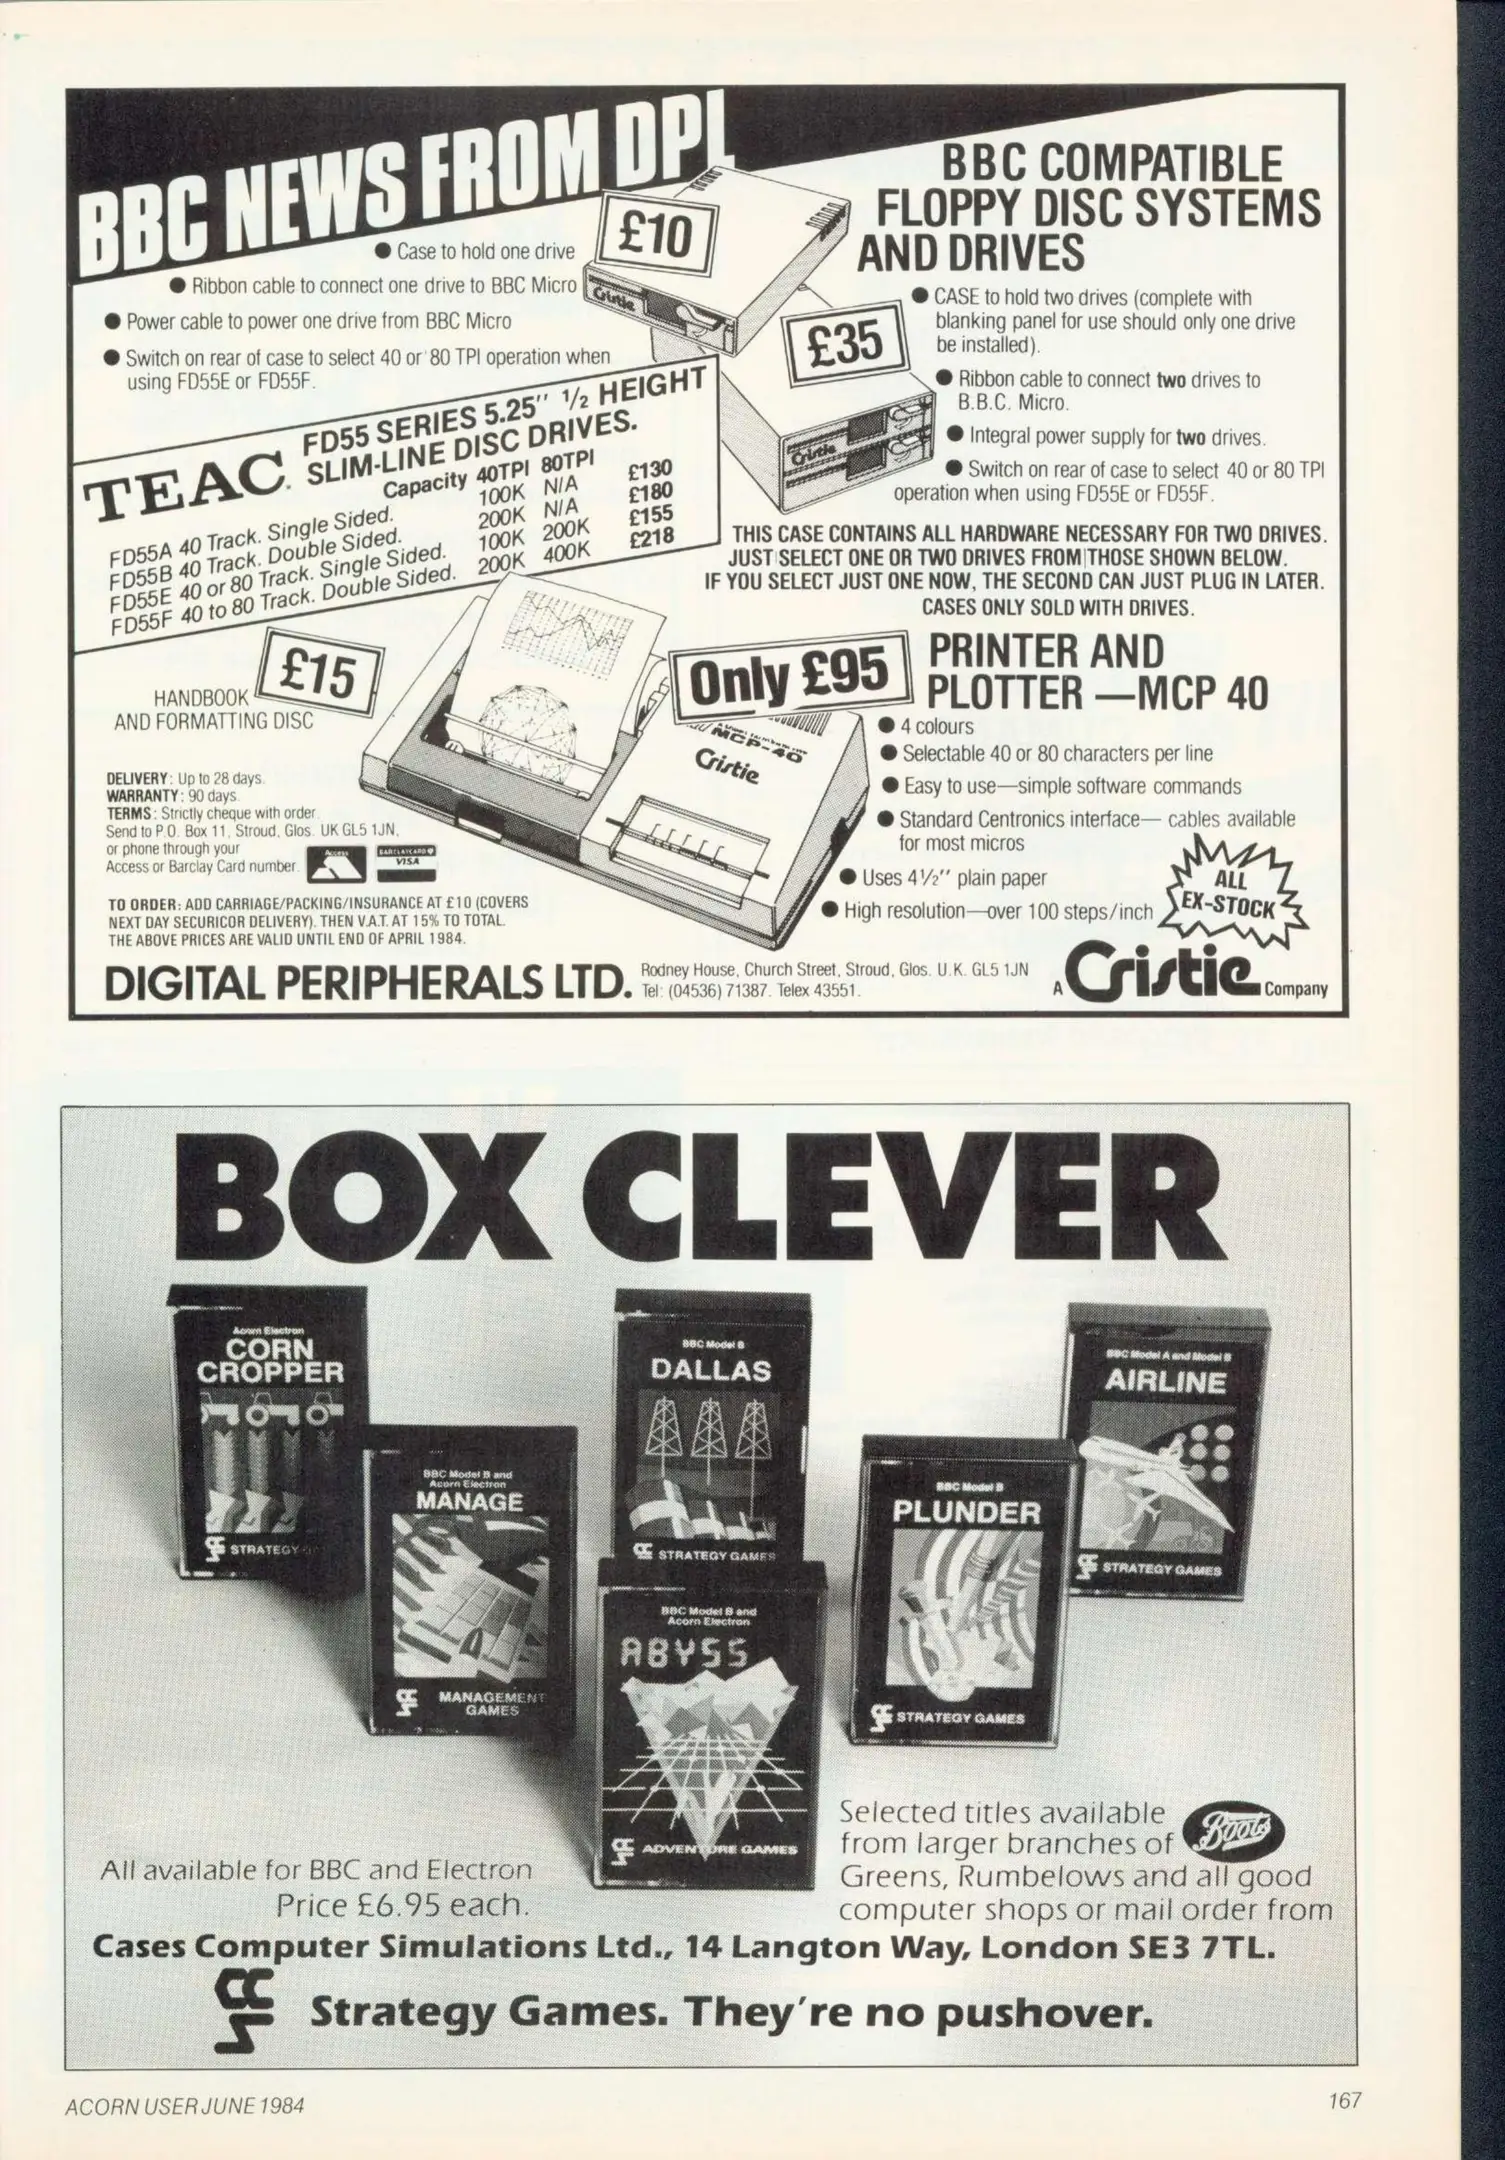 BBC NEWS FROM DPL
£10
● Case to hold one drive
● Ribbon cable to connect one drive to BBC Micro
● Power cable to power one drive from BBC Micro
● Switch on rear of case to select 40 or 80 TPI operation when
using FD55E or FD55F.
Cristie
BBC COMPATIBLE
FLOPPY DISC SYSTEMS
AND DRIVES
£35
● CASE to hold two drives (complete with
blanking panel for use should only one drive
be installed).
● Ribbon cable to connect two drives to
B.B.C. Micro.
● Integral power supply for two drives.
● Switch on rear of case to select 40 or 80 TPI
operation when using FD55E or FD55F.
Cristie
THIS CASE CONTAINS ALL HARDWARE NECESSARY FOR TWO DRIVES.
JUST SELECT ONE OR TWO DRIVES FROM THOSE SHOWN BELOW.
IF YOU SELECT JUST ONE NOW, THE SECOND CAN JUST PLUG IN LATER.
CASES ONLY SOLD WITH DRIVES.
TEAC. FD55 SERIES 5.25" 1/2 HEIGHT
SLIM-LINE DISC DRIVES.
Capacity 40TPI 80TPI
FD55A 40 Track. Single Sided. 100K N/A £130
FD55B 40 Track. Double Sided. 200K N/A £180
FD55E 40 or 80 Track. Single Sided. 100K 200K £155
FD55F 40 to 80 Track. Double Sided. 200K 400K £218
£15
HANDBOOK
AND FORMATTING DISC
DELIVERY: Up to 28 days.
WARRANTY: 90 days.
TERMS: Strictly cheque with order.
Send to P.O. Box 11, Stroud, Glos. UK GL5 1JN,
or phone through your
Access or Barclay Card number.
Access
BARCLAYCARD
VISA
TO ORDER: ADD CARRIAGE/PACKING/INSURANCE AT £10 (COVERS
NEXT DAY SECURICOR DELIVERY). THEN V.A.T. AT 15% TO TOTAL.
THE ABOVE PRICES ARE VALID UNTIL END OF APRIL 1984.
Only £95
PRINTER AND
PLOTTER —MCP 40
MCP-40
Cristie
● 4 colours
● Selectable 40 or 80 characters per line
● Easy to use—simple software commands
● Standard Centronics interface— cables available
for most micros
● Uses 4½" plain paper
● High resolution—over 100 steps/inch
ALL
EX-STOCK
DIGITAL PERIPHERALS LTD.
Rodney House, Church Street, Stroud, Glos. U.K. GL5 1JN
Tel: (04536) 71387. Telex 43551.
A Cristie Company
BOX CLEVER
Acorn Electron
CORN
CROPPER
STRATEGY
BBC Model B and
Acorn Electron
MANAGE
MANAGEMENT
GAMES
BBC Model B
DALLAS
STRATEGY GAMES
BBC Model B and
Acorn Electron
ABYSS
ADVENTURE GAMES
BBC Model B
PLUNDER
STRATEGY GAMES
BBC Model A and Model B
AIRLINE
STRATEGY GAMES
All available for BBC and Electron
Price £6.95 each.
Selected titles available
from larger branches of Boots
Greens, Rumbelows and all good
computer shops or mail order from
Cases Computer Simulations Ltd., 14 Langton Way, London SE3 7TL.
CCS Strategy Games. They're no pushover.
ACORN USER JUNE 1984
167